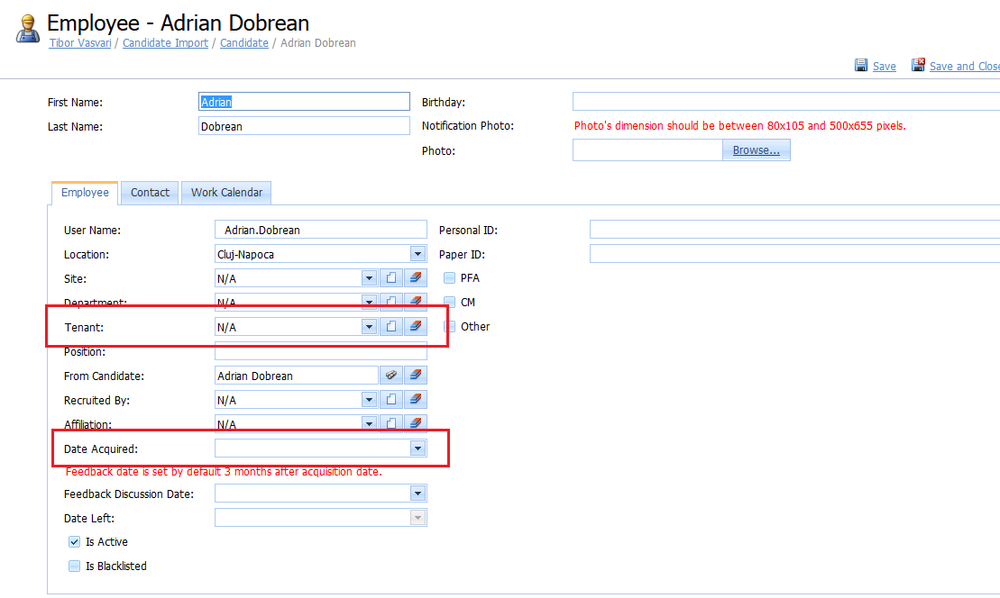 Employee - Adrian Dobrean
Tibor Vasvari / Candidate Import / Candidate / Adrian Dobrean
Save Save and Close
First Name: Adrian Birthday:
Last Name: Dobrean Notification Photo: Photo's dimension should be between 80x105 and 500x655 pixels.
Photo: Browse...
Employee Contact Work Calendar
User Name: Adrian.Dobrean Personal ID:
Location: Cluj-Napoca Paper ID:
Site: N/A PFA
Department: N/A CM
Tenant: N/A Other
Position:
From Candidate: Adrian Dobrean
Recruited By: N/A
Affiliation: N/A
Date Acquired:
Feedback date is set by default 3 months after acquisition date.
Feedback Discussion Date:
Date Left:
Is Active
Is Blacklisted